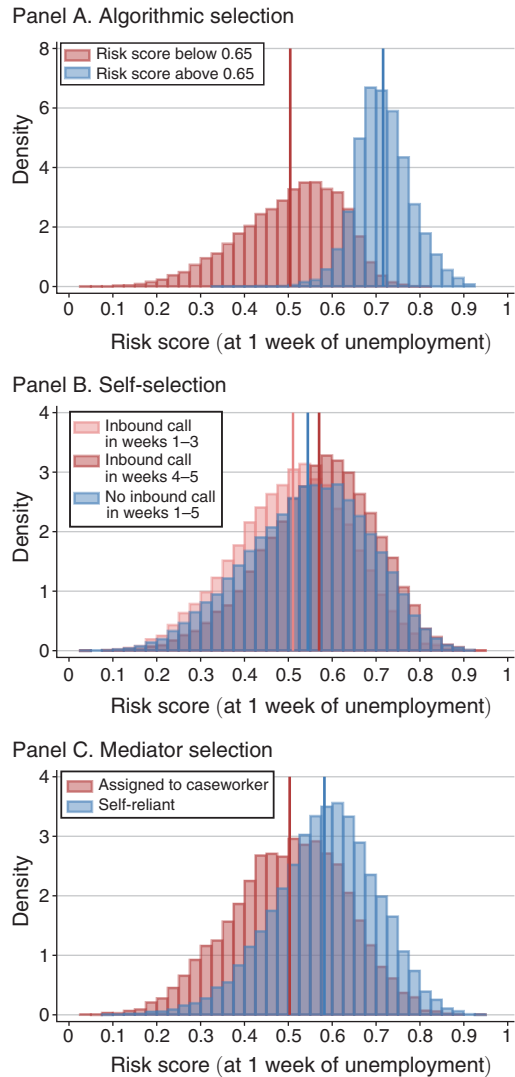 Panel A. Algorithmic selection
8
6
4
2
0
Density
Risk score below 0.65
Risk score above 0.65
0 0.1 0.2 0.3 0.4 0.5 0.6 0.7 0.8 0.9 1
Risk score (at 1 week of unemployment)
Panel B. Self-selection
4
3
2
1
0
Density
Inbound call
in weeks 1–3
Inbound call
in weeks 4–5
No inbound call
in weeks 1–5
0 0.1 0.2 0.3 0.4 0.5 0.6 0.7 0.8 0.9 1
Risk score (at 1 week of unemployment)
Panel C. Mediator selection
4
3
2
1
0
Density
Assigned to caseworker
Self-reliant
0 0.1 0.2 0.3 0.4 0.5 0.6 0.7 0.8 0.9 1
Risk score (at 1 week of unemployment)